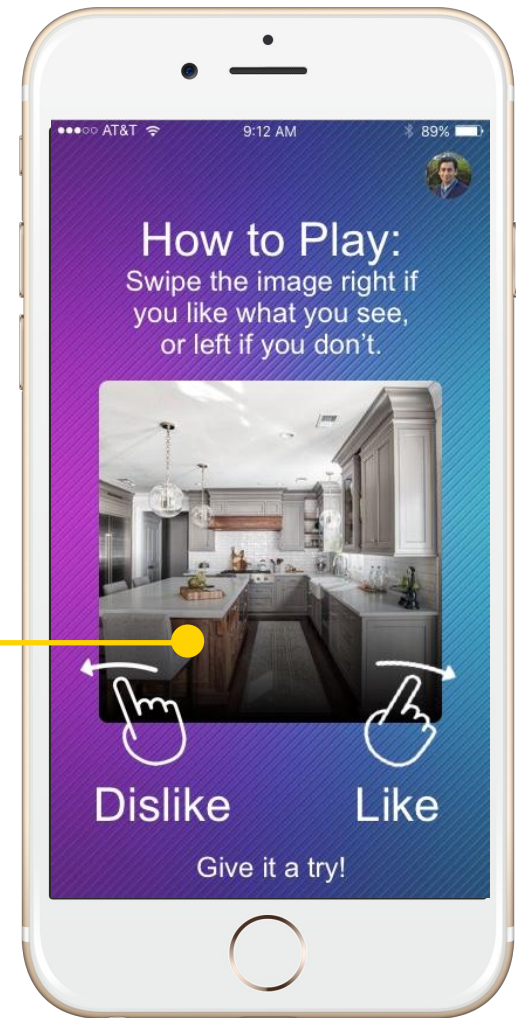 AT&T 9:12 AM 89%
How to Play:
Swipe the image right if
you like what you see,
or left if you don’t.
Dislike Like
Give it a try!